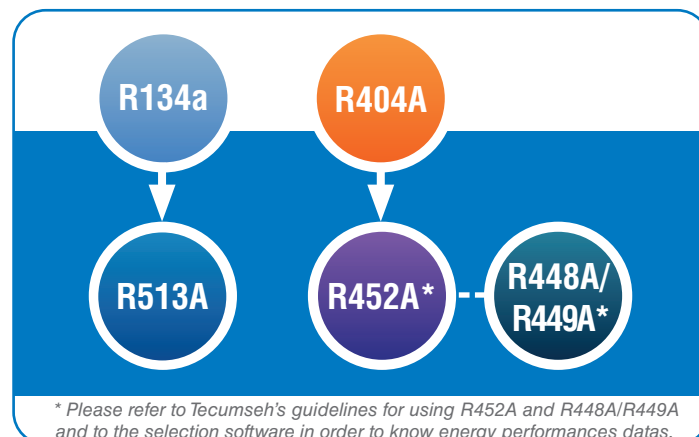 R134a
R404A
R513A
R452A*
R448A/
R449A*
* Please refer to Tecumseh’s guidelines for using R452A and R448A/R449A
and to the selection software in order to know energy performances datas.